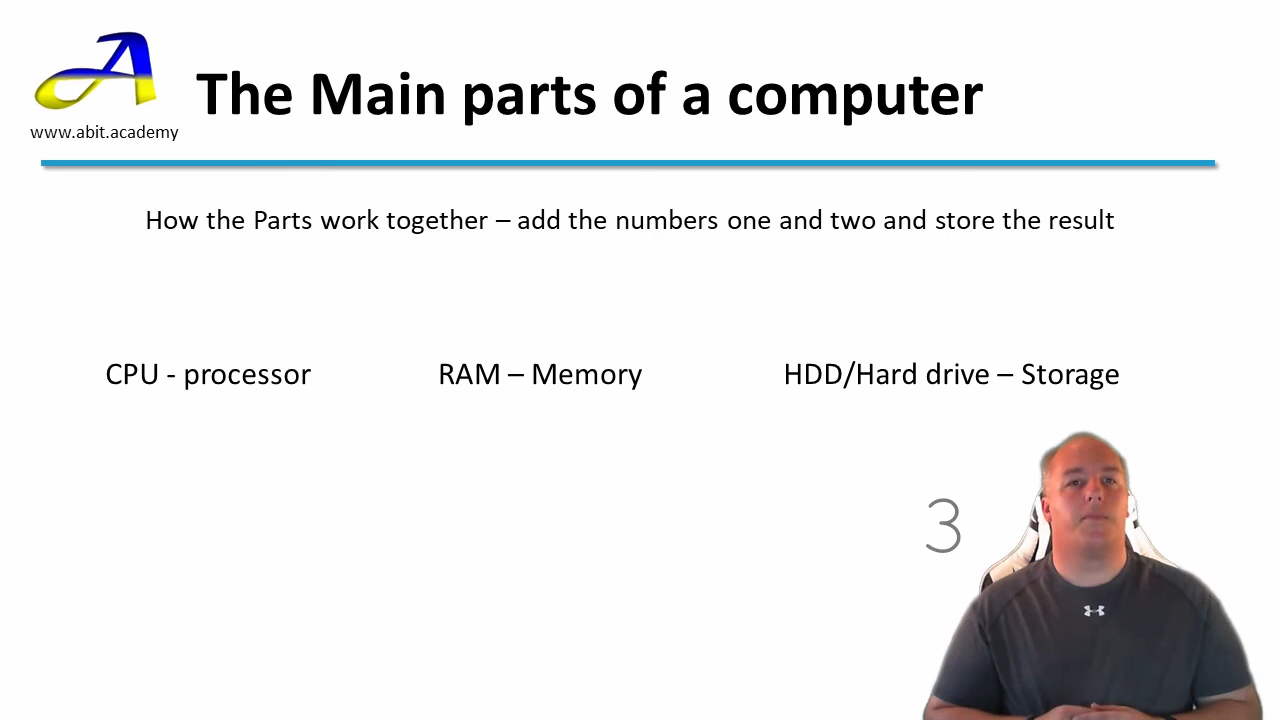 The Main parts of a computer
www.abit.academy
How the Parts work together – add the numbers one and two and store the result
CPU - processor
RAM – Memory
HDD/Hard drive – Storage
3